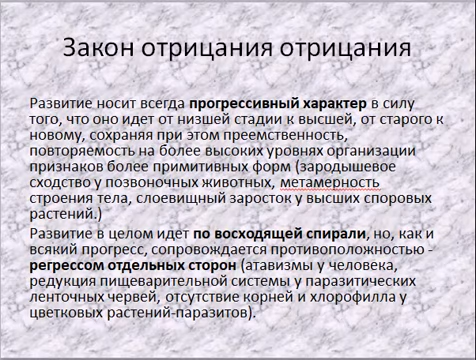 Закон отрицания отрицания
Развитие носит всегда прогрессивный характер в силу
того, что оно идет от низшей стадии к высшей, от старого к
новому, сохраняя при этом преемственность,
повторяемость на более высоких уровнях организации
признаков более примитивных форм (зародышевое
сходство у позвоночных животных, метамерность
строения тела, слоевищный заросток у высших споровых
растений.)
Развитие в целом идет по восходящей спирали, но, как и
всякий прогресс, сопровождается противоположностью -
регрессом отдельных сторон (атавизмы у человека,
редукция пищеварительной системы у паразитических
ленточных червей, отсутствие корней и хлорофилла у
цветковых растений-паразитов).